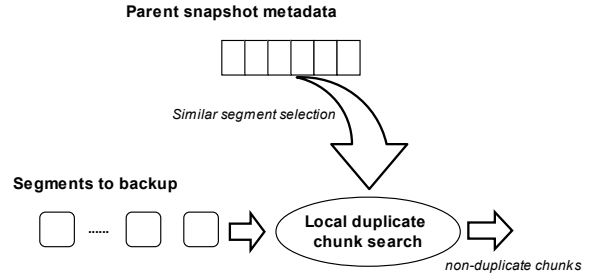 Parent snapshot metadata
Similar segment selection
Segments to backup
......
Local duplicate
chunk search
non-duplicate chunks